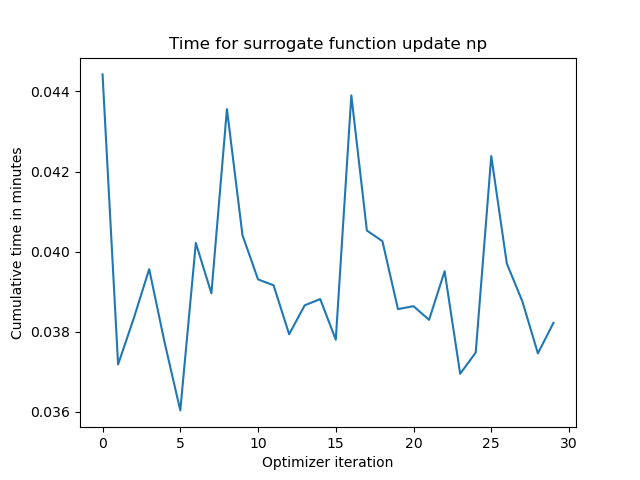 Time for surrogate function update np
Cumulative time in minutes
0.044
0.042
0.040
0.038
0.036
0 5 10 15 20 25 30
Optimizer iteration